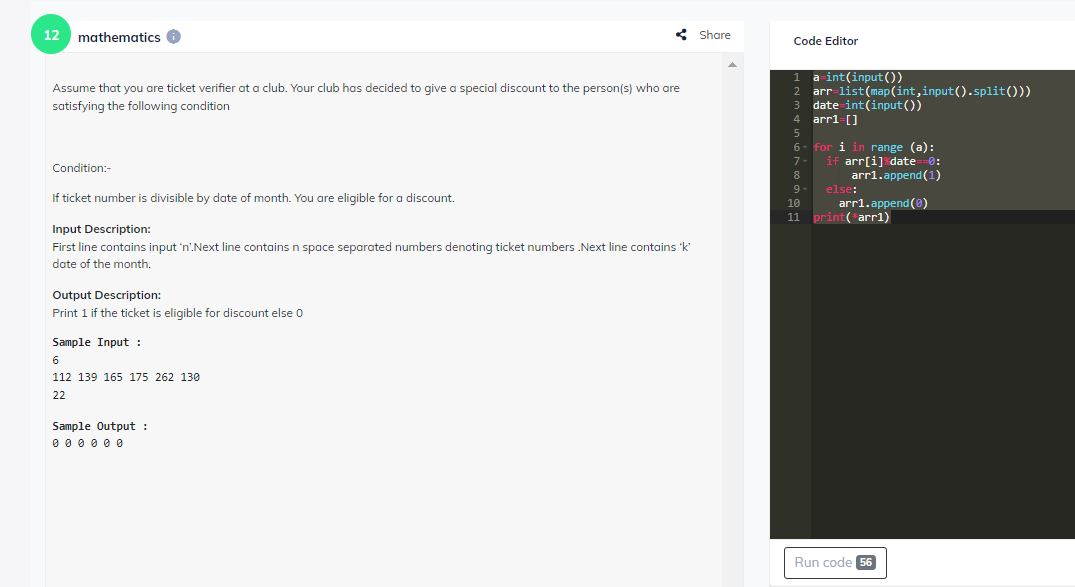 12 mathematics i Share
Assume that you are ticket verifier at a club. Your club has decided to give a special discount to the person(s) who are
satisfying the following condition
Condition:-
If ticket number is divisible by date of month. You are eligible for a discount.
Input Description:
First line contains input ‘n’.Next line contains n space separated numbers denoting ticket numbers .Next line contains ‘k’
date of the month.
Output Description:
Print 1 if the ticket is eligible for discount else 0
Sample Input :
6
112 139 165 175 262 130
22
Sample Output :
0 0 0 0 0 0
Code Editor
1 a=int(input())
2 arr=list(map(int,input().split()))
3 date=int(input())
4 arr1=[]
5
6 for i in range (a):
7 if arr[i]%date==0:
8 arr1.append(1)
9 else:
10 arr1.append(0)
11 print(*arr1)
Run code 56